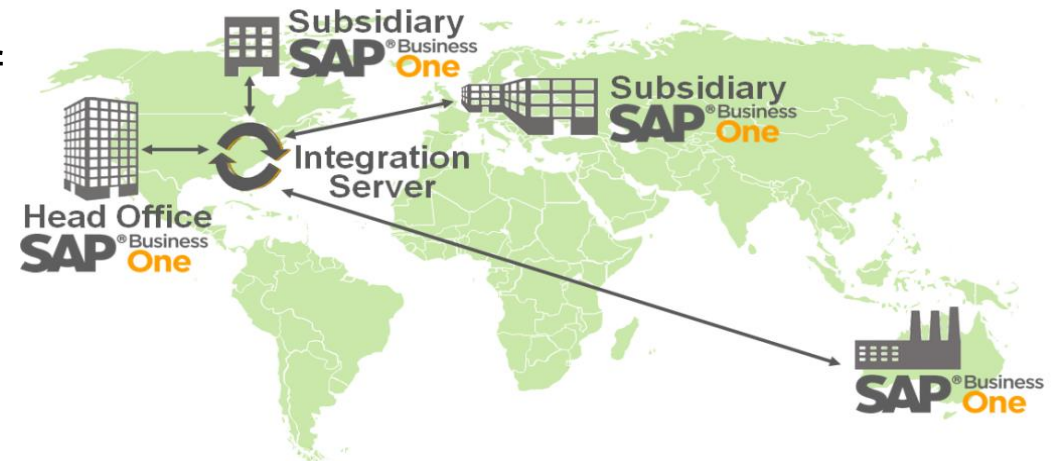 Subsidiary
SAP®Business
One
Subsidiary
SAP®Business
One
Integration
Server
Head Office
SAP®Business
One
SAP®Business
One